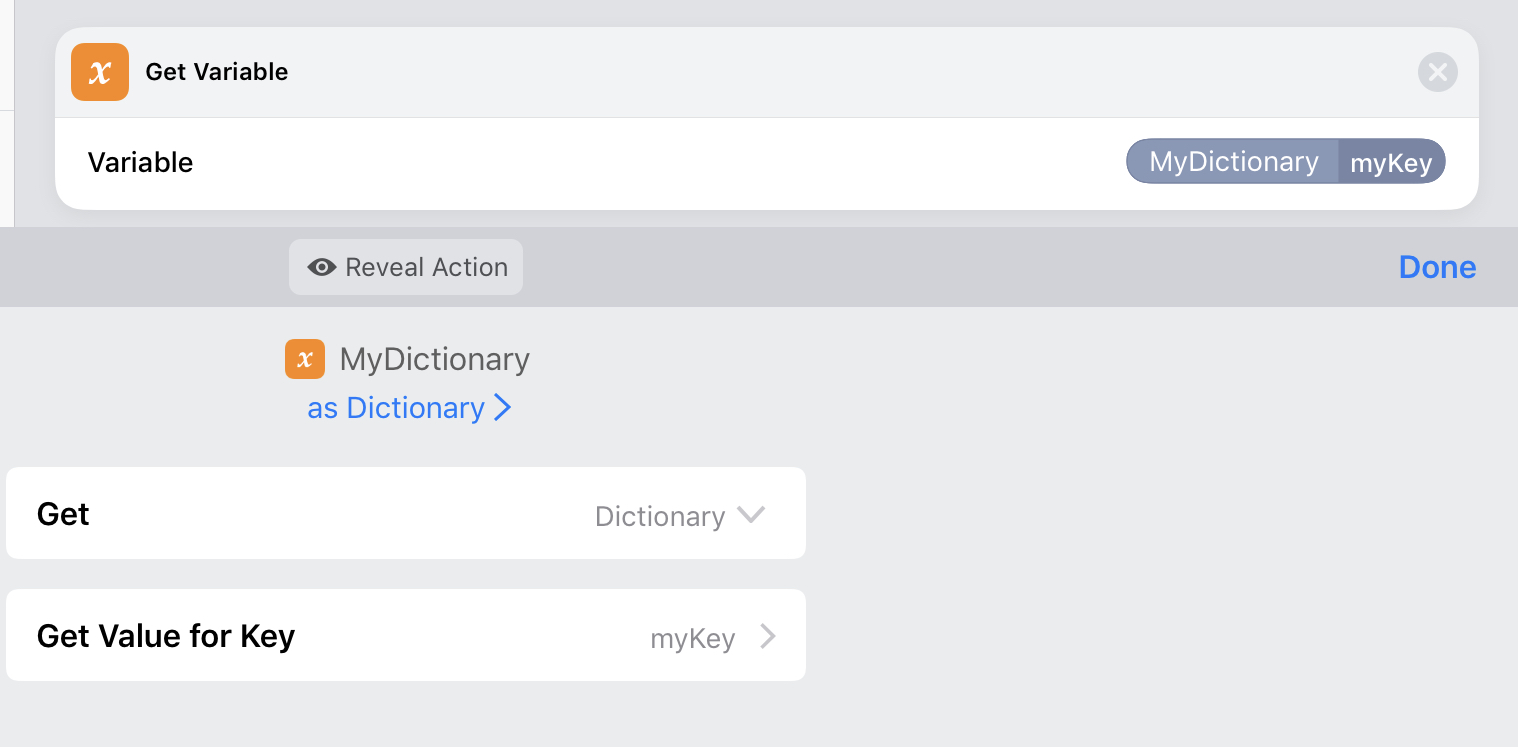 x Get Variable
Variable MyDictionary myKey
Reveal Action Done
x MyDictionary
as Dictionary
Get Dictionary
Get Value for Key myKey